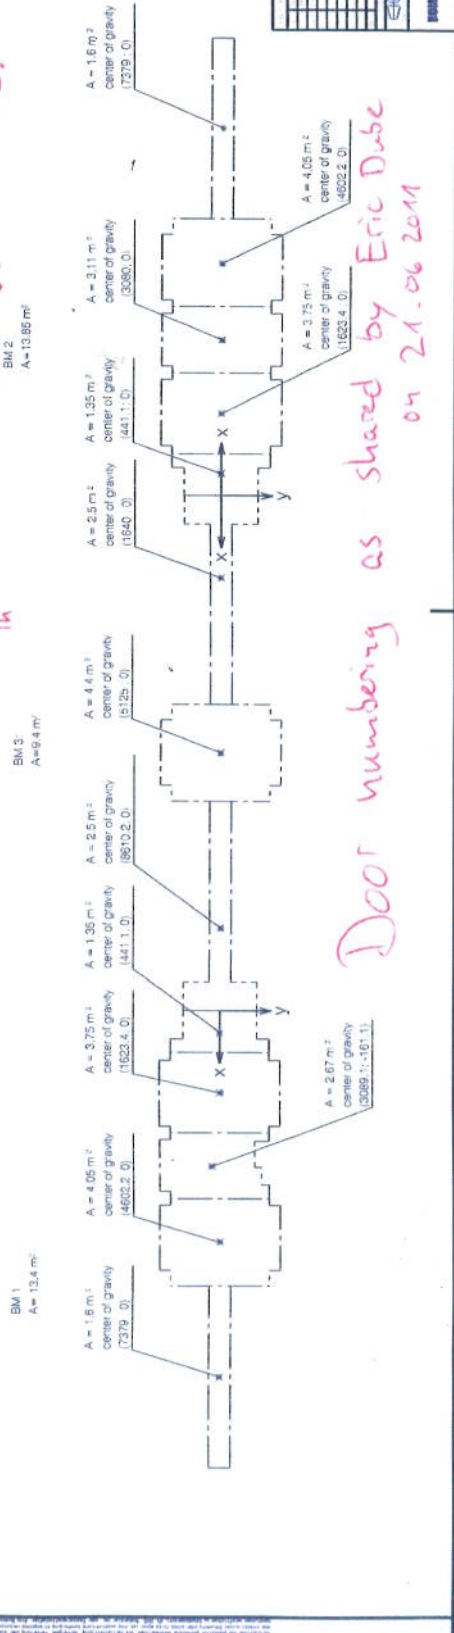 BM 1
A= 13,4 m²
BM 3:
A=9.4 m²
BM 2
A=13.85 m²
A = 1.6 m²
center of gravity
(7379 : 0)
A = 4.05 m²
center of gravity
(4602.2: 0)
A = 3.75 m²
center of gravity
(1623.4: 0)
A = 1.35 m²
center of gravity
(441.1: 0)
A = 2.5 m²
center of gravity
(8610.2: 0)
A = 4.4 m²
center of gravity
(5125 : 0)
A = 2.5 m²
center of gravity
(1640 : 0)
A = 1.35 m²
center of gravity
(441.1: 0)
A = 3.11 m²
center of gravity
(3080: 0)
A = 1.6 m²
center of gravity
(7379 : 0)
x
y
x
x
y
A = 2.67 m²
center of gravity
(3089.1: -161.1)
A = 3.75 m²
center of gravity
(1623.4 : 0)
A = 4.05 m²
center of gravity
(4602.2: 0)
Door numbering as shared by Eric Dube
on 21.06 2011